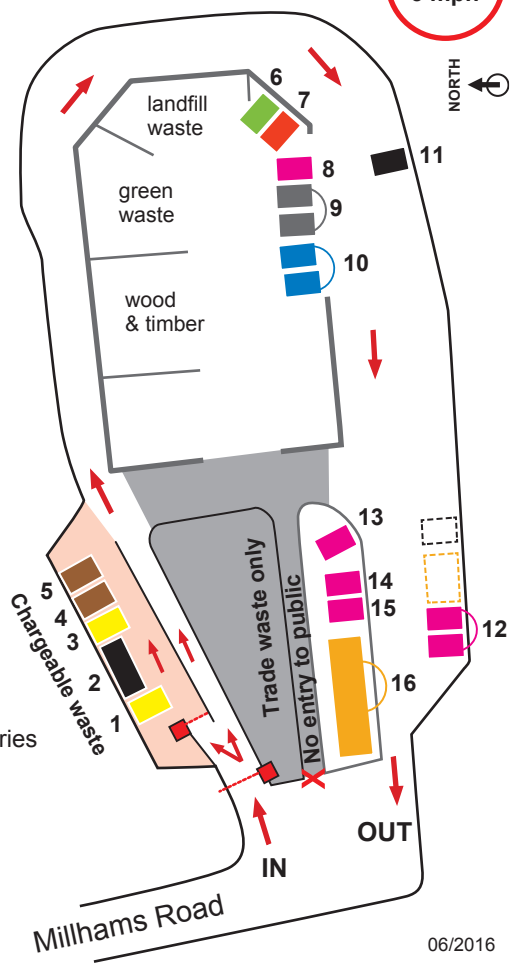 mph
NORTH
6
7
landfill
waste
8
11
green
waste
9
10
wood
& timber
13
14
15
12
16
5
4
3
2
1
Chargeable waste
Trade waste only
No entry to public
ries
IN
OUT
Millhams Road
06/2016